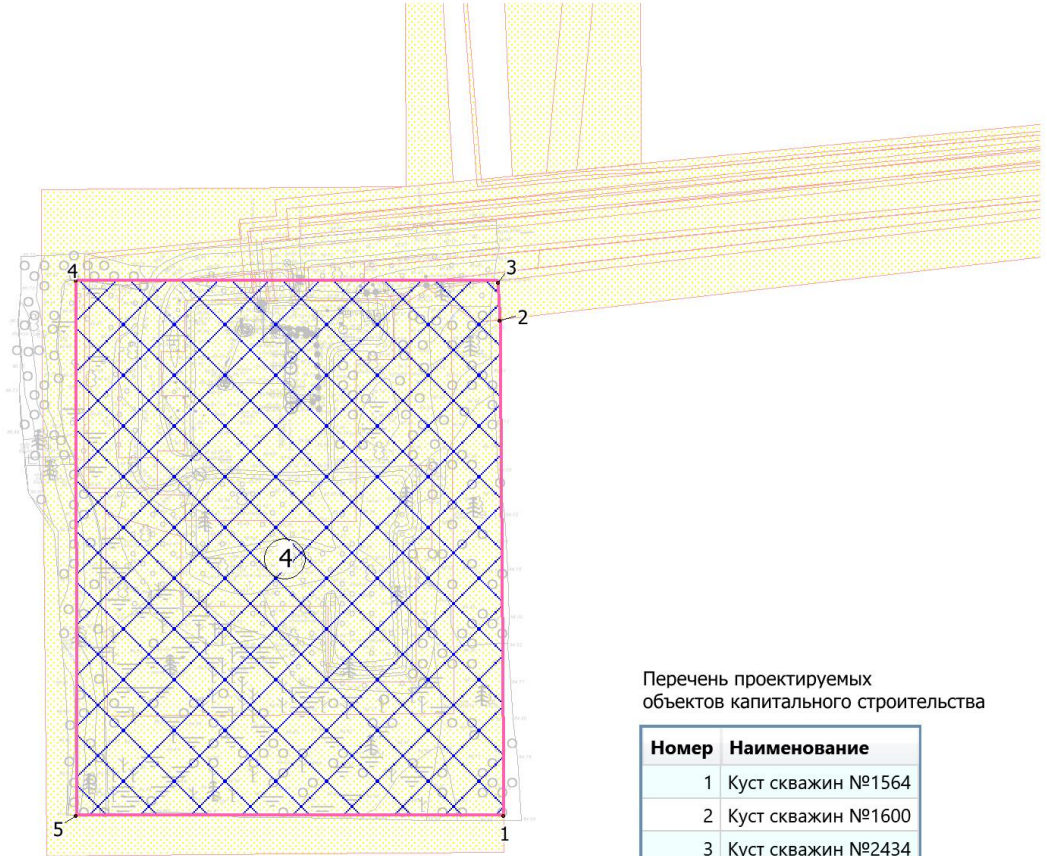 4
3
2
4
5
1
Перечень проектируемых
объектов капитального строительства
Номер Наименование
1 Куст скважин №1564
2 Куст скважин №1600
3 Куст скважин №2434